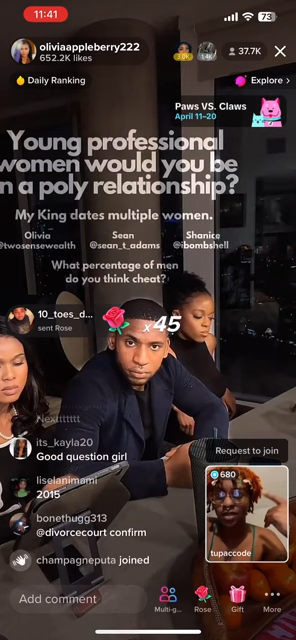 11:41
73
oliviaappleberry222
652.2K likes
1.4K
37.7K
Daily Ranking
Explore >
Paws VS. Claws
April 11–20
Young professional
women would you be
n a poly relationship?
My King dates multiple women.
Olivia Sean Shanice
@twosensewealth @sean_t_adams @ibombshell
What percentage of men
do you think cheat?
10_toes_d...
sent Rose
x45
Nextttttt
its_kayla20
Good question girl
liselanimami
2015
bonethugg313
@divorcecourt confirm
champagneputa joined
Request to join
680
tupaccode
Add comment
Multi-g...
Rose
Gift
More